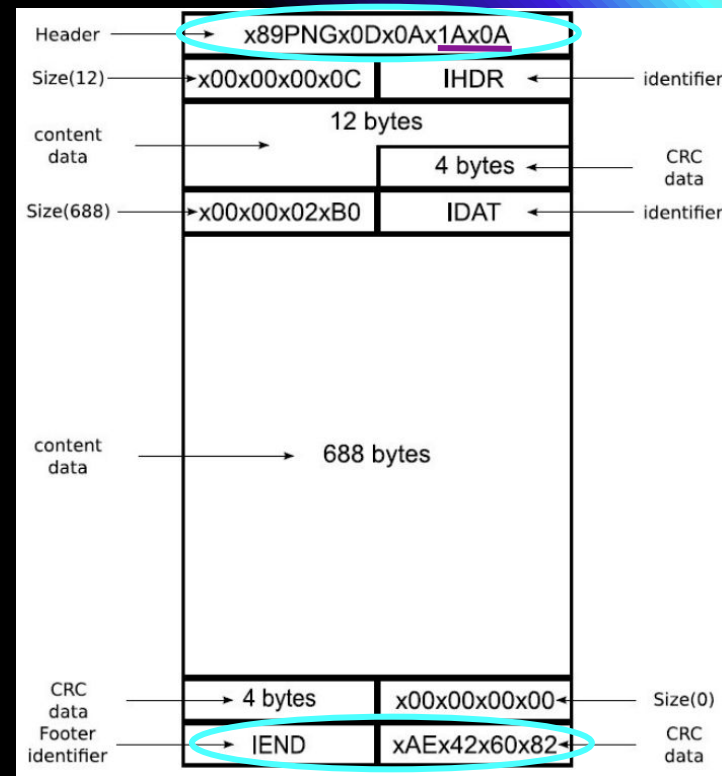 Header x89PNGx0Dx0Ax1Ax0A
Size(12) x00x00x00x0C IHDR identifier
12 bytes
content
data
4 bytes CRC
data
Size(688) x00x00x02xB0 IDAT identifier
content
data
688 bytes
CRC
data
4 bytes x00x00x00x00 Size(0)
Footer
identifier
IEND xAEx42x60x82 CRC
data